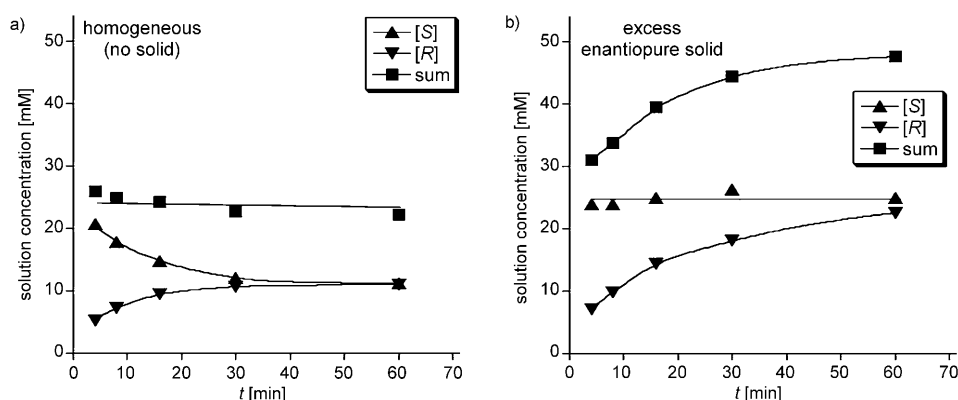 a)
homogeneous
(no solid)
[S]
[R]
sum
50
40
30
20
10
0
0 10 20 30 40 50 60 70
solution concentration [mM]
t [min]
b)
excess
enantiopure solid
[S]
[R]
sum
50
40
30
20
10
0
0 10 20 30 40 50 60 70
solution concentration [mM]
t [min]